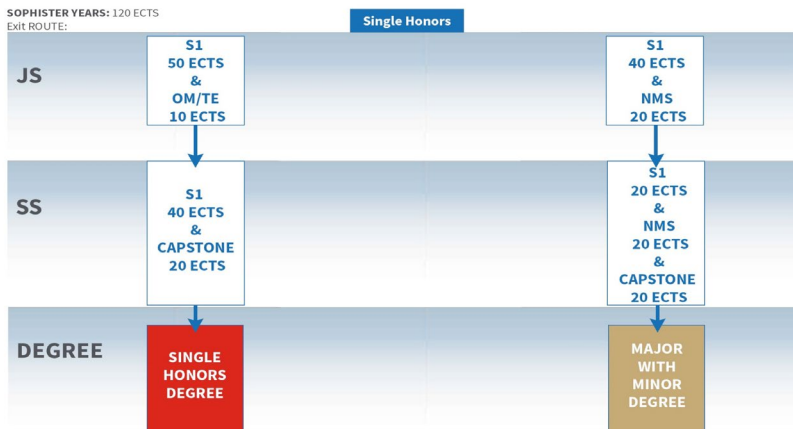 SOPHISTER YEARS: 120 ECTS
Exit ROUTE:
Single Honors
JS
S1
50 ECTS
&
OM/TE
10 ECTS
S1
40 ECTS
&
NMS
20 ECTS
SS
S1
40 ECTS
&
CAPSTONE
20 ECTS
S1
20 ECTS
&
NMS
20 ECTS
&
CAPSTONE
20 ECTS
DEGREE
SINGLE
HONORS
DEGREE
MAJOR
WITH
MINOR
DEGREE